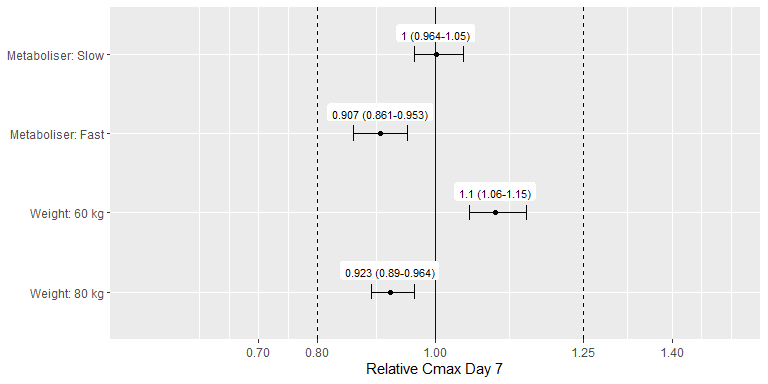 1 (0.964-1.05)
Metaboliser: Slow
0.907 (0.861-0.953)
Metaboliser: Fast
1.1 (1.06-1.15)
Weight: 60 kg
0.923 (0.89-0.964)
Weight: 80 kg
0.70 0.80 1.00 1.25 1.40
Relative Cmax Day 7